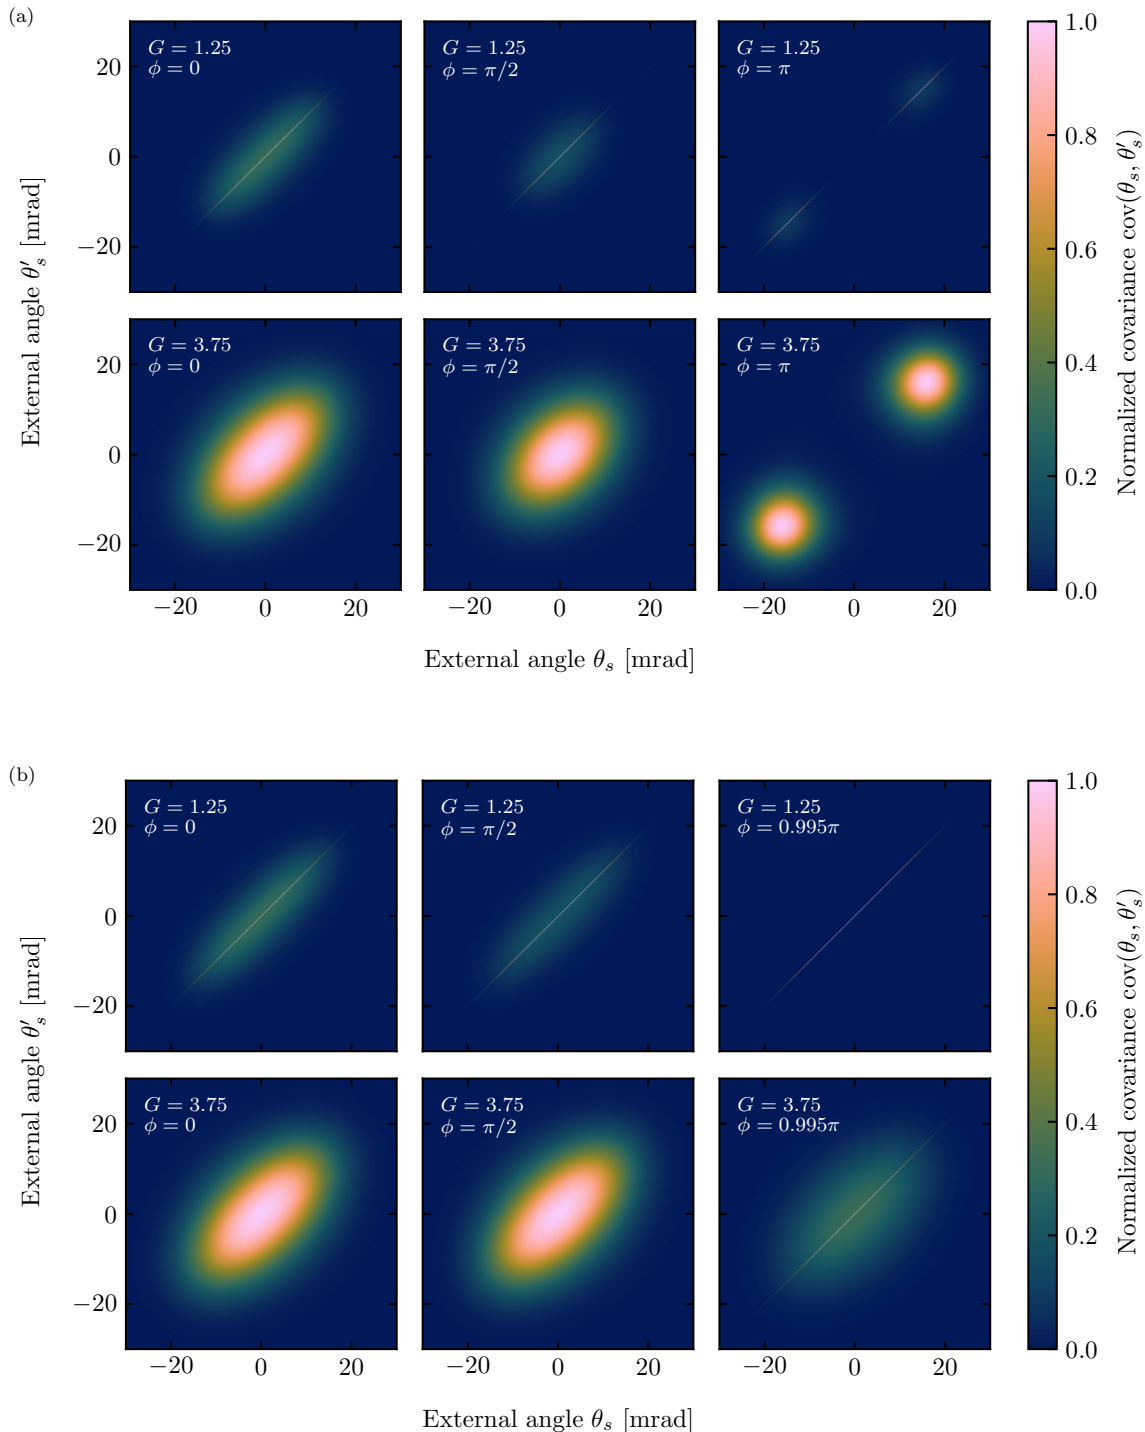 (a)
G = 1.25
ϕ = 0
G = 1.25
ϕ = π/2
G = 1.25
ϕ = π
20
0
−20
External angle θ′ₛ [mrad]
G = 3.75
ϕ = 0
G = 3.75
ϕ = π/2
G = 3.75
ϕ = π
20
0
−20
−20 0 20
−20 0 20
−20 0 20
External angle θₛ [mrad]
1.0
0.8
0.6
0.4
0.2
0.0
Normalized covariance cov(θₛ, θ′ₛ)
(b)
G = 1.25
ϕ = 0
G = 1.25
ϕ = π/2
G = 1.25
ϕ = 0.995π
20
0
−20
External angle θ′ₛ [mrad]
G = 3.75
ϕ = 0
G = 3.75
ϕ = π/2
G = 3.75
ϕ = 0.995π
20
0
−20
−20 0 20
−20 0 20
−20 0 20
External angle θₛ [mrad]
1.0
0.8
0.6
0.4
0.2
0.0
Normalized covariance cov(θₛ, θ′ₛ)